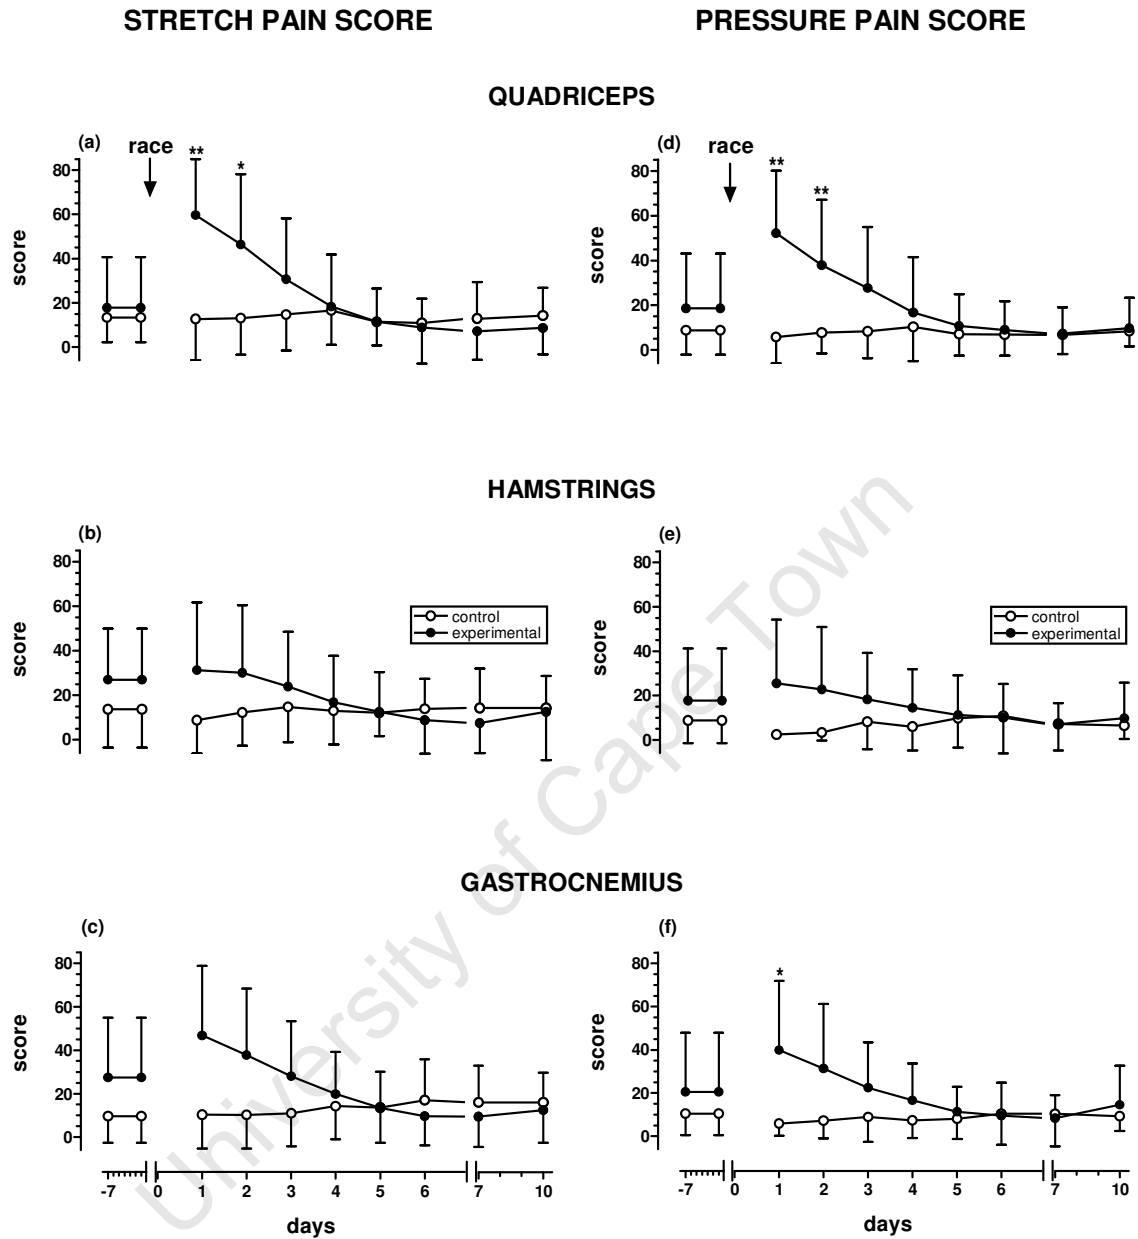 STRETCH PAIN SCORE PRESSURE PAIN SCORE
QUADRICEPS
(a) race ** * (d) race ** **
80 60 40 20 0 score
80 60 40 20 0 score
HAMSTRINGS
(b) (e)
80 60 40 20 0 score
control
experimental
80 60 40 20 0 score
control
experimental
GASTROCNEMIUS
(c) (f) *
80 60 40 20 0 score
80 60 40 20 0 score
-7 0 1 2 3 4 5 6 7 10
days
-7 0 1 2 3 4 5 6 7 10
days
University of Cape Town